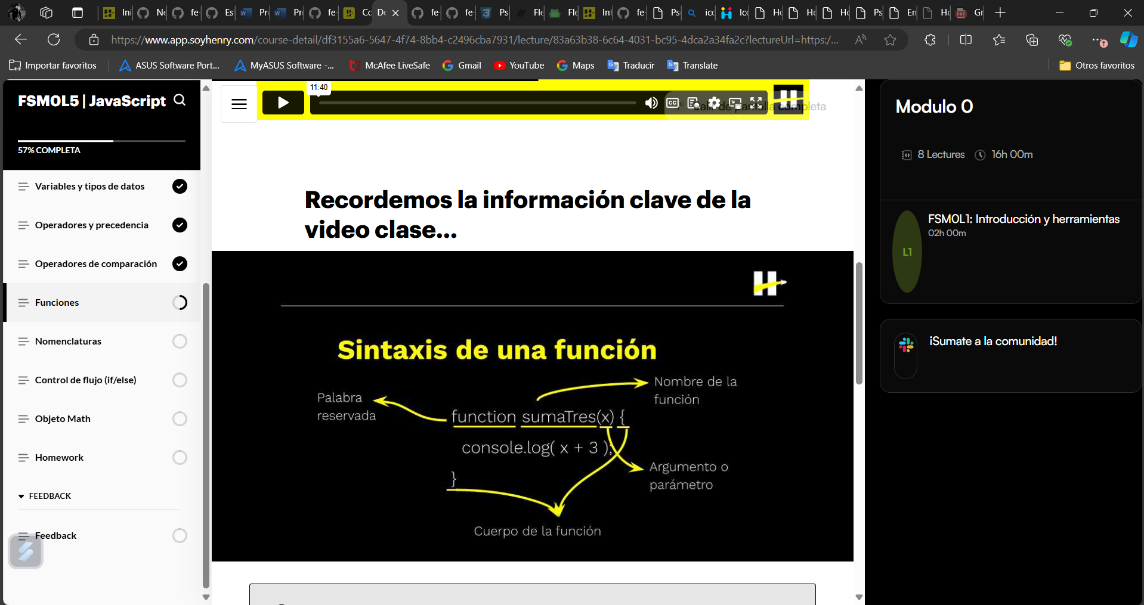 https://www.app.soyhenry.com/course-detail/df3155a6-5647-4f74-8bb4-c2496cba7931/lecture/83a63b38-6c64-4031-bc95-4dca2a34fa2c?lectureUrl=https:/...
Importar favoritos
ASUS Software Port...
MyASUS Software -...
McAfee LiveSafe
Gmail
YouTube
Maps
Traducir
Translate
Otros favoritos
FSMOL5 | JavaScript
57% COMPLETA
Variables y tipos de datos
Operadores y precedencia
Operadores de comparación
Funciones
Nomenclaturas
Control de flujo (if/else)
Objeto Math
Homework
FEEDBACK
Feedback
11:40
Recordemos la información clave de la
video clase...
Sintaxis de una función
Palabra
reservada
Nombre de la
función
function sumaTres(x) {
console.log( x + 3 );
}
Argumento o
parámetro
Cuerpo de la función
Modulo 0
8 Lectures
16h 00m
L1
FSMOL1: Introducción y herramientas
02h 00m
¡Sumate a la comunidad!